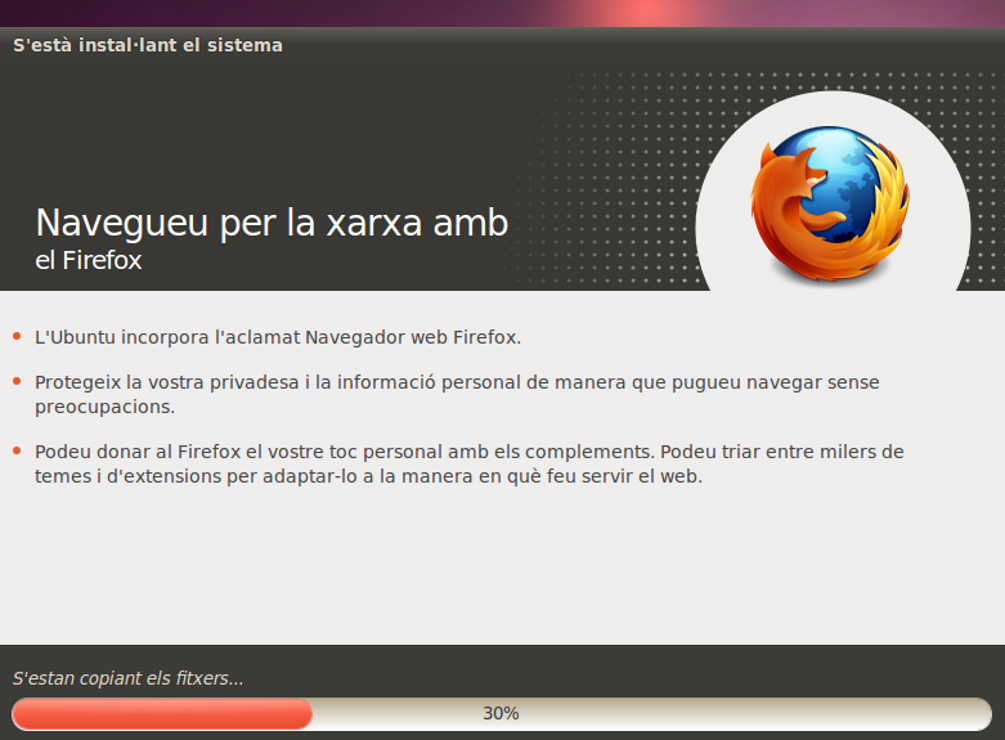 S'està instal·lant el sistema
Navegueu per la xarxa amb
el Firefox
L'Ubuntu incorpora l'aclamat Navegador web Firefox.
Protegeix la vostra privadesa i la informació personal de manera que pugueu navegar sense
preocupacions.
Podeu donar al Firefox el vostre toc personal amb els complements. Podeu triar entre milers de
temes i d'extensions per adaptar-lo a la manera en què feu servir el web.
S'estan copiant els fitxers...
30%